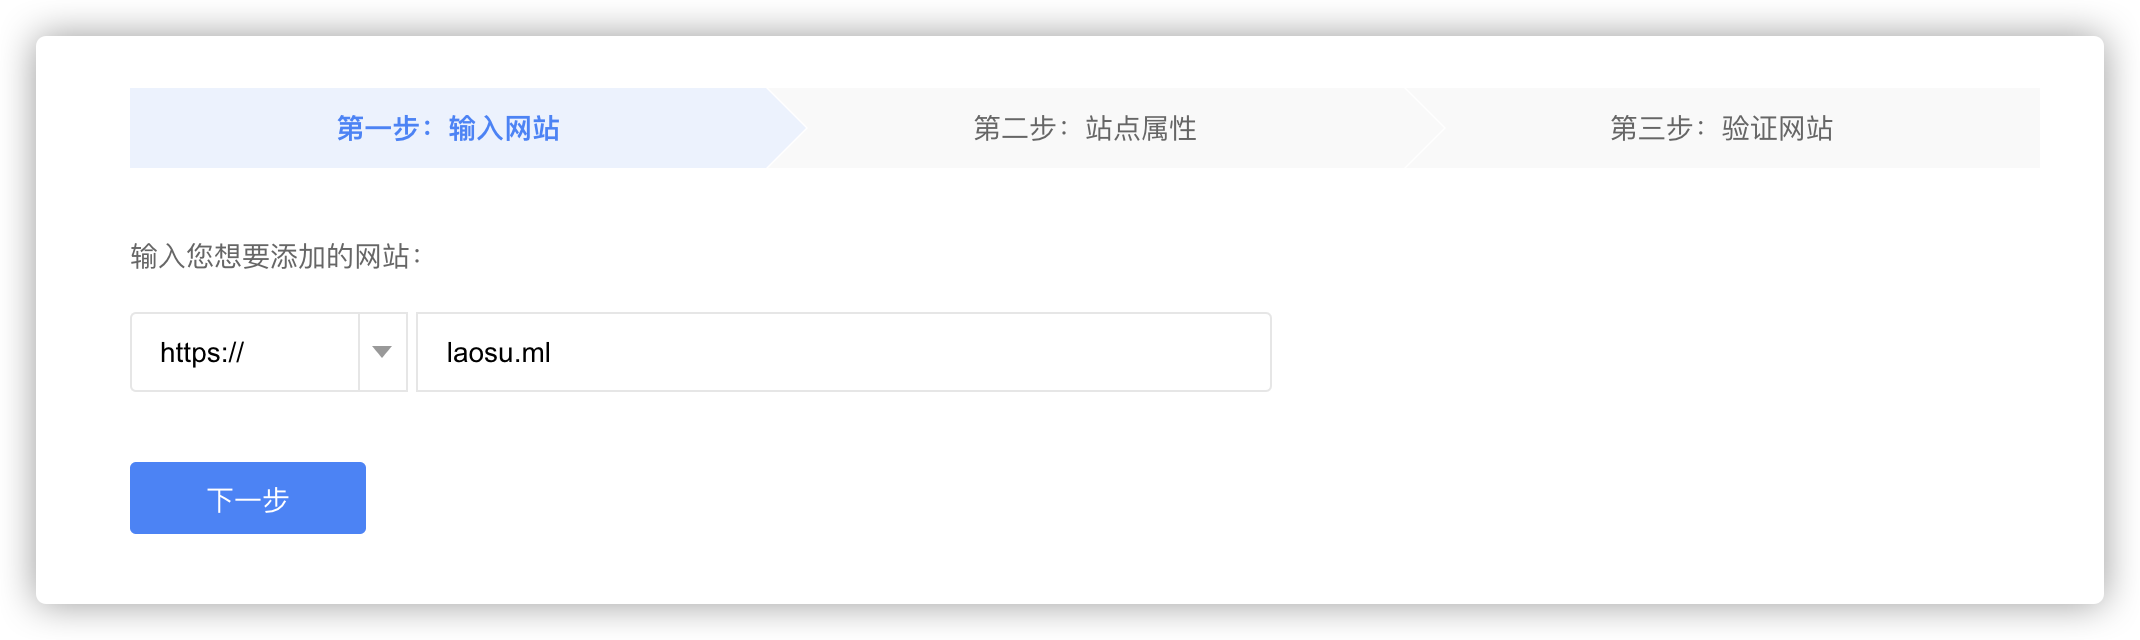 第一步：输入网站
第二步：站点属性
第三步：验证网站
输入您想要添加的网站：
https://
laosu.ml
下一步